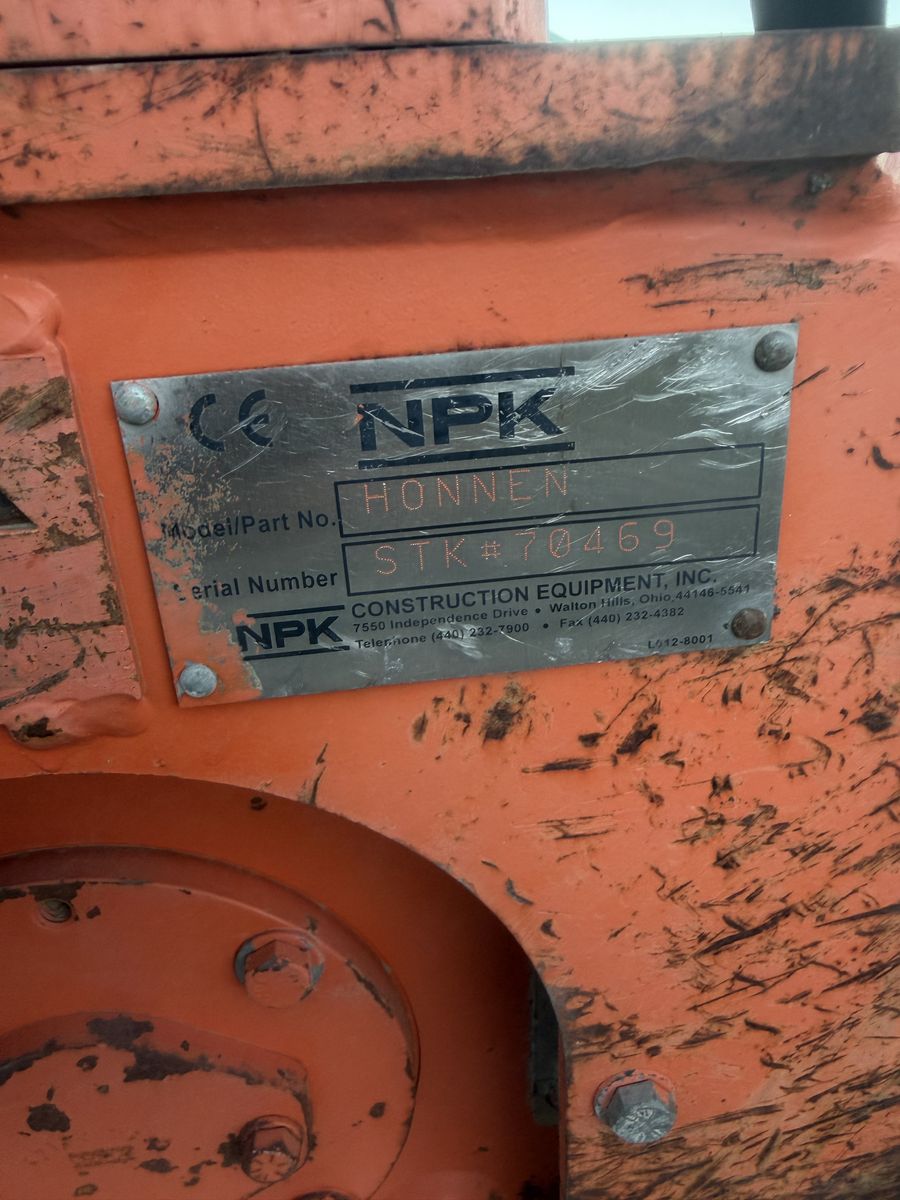 CE NPK
Model/Part No. HONNEN
Serial Number STK#70469
NPK CONSTRUCTION EQUIPMENT, INC.
7550 Independence Drive • Walton Hills, Ohio 44146-5541
Telephone (440) 232-7900 • Fax (440) 232-4382
L012-8001